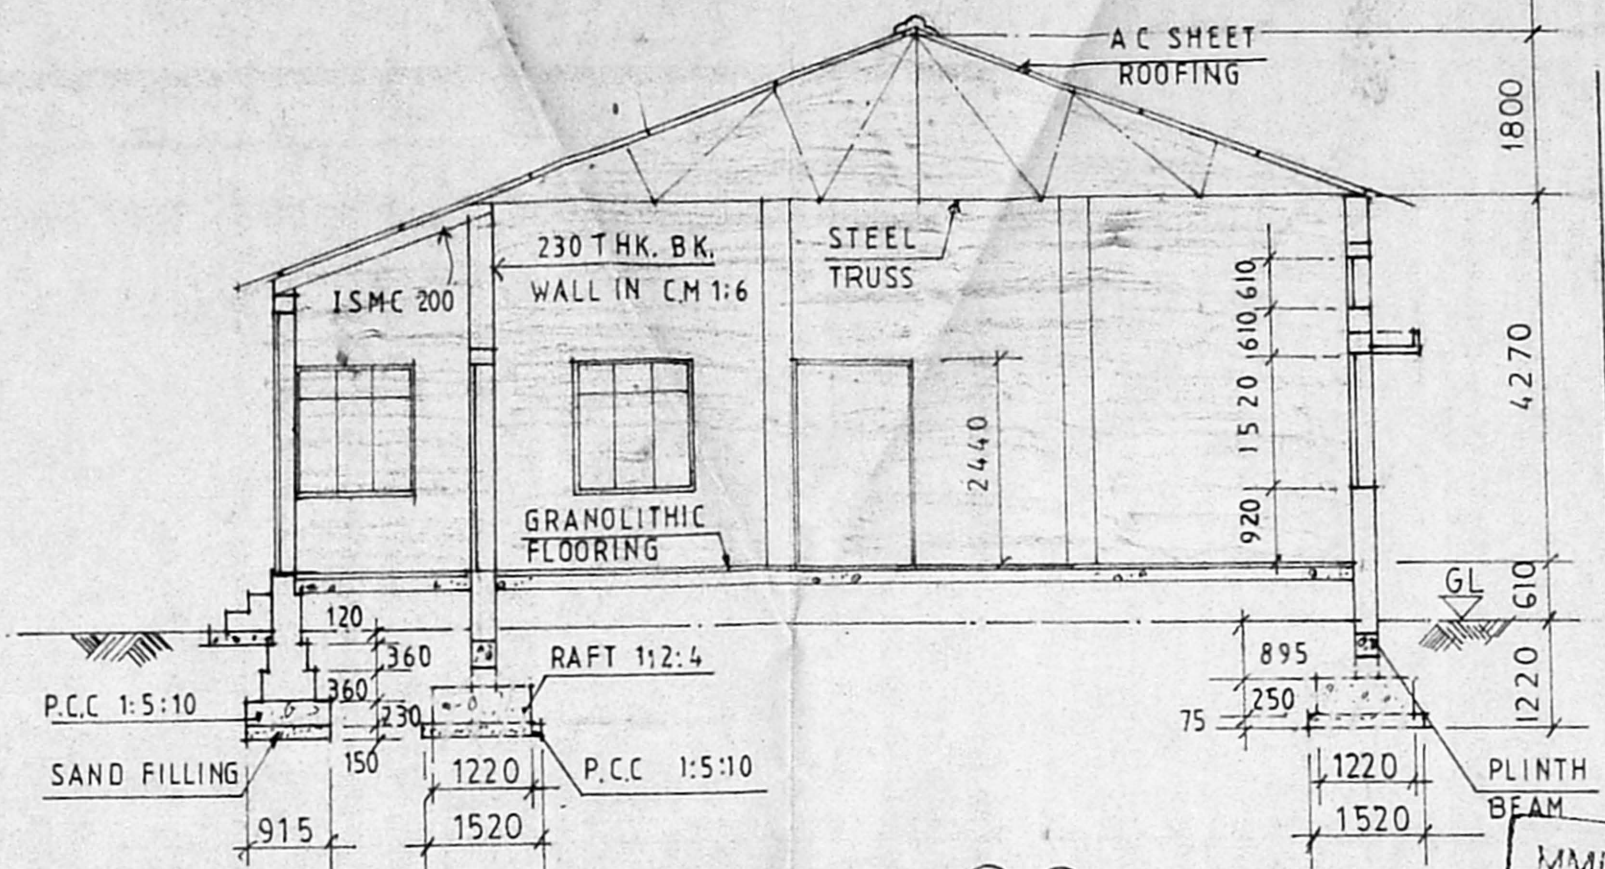 A C SHEET
ROOFING
1800
230 THK. BK.
WALL IN C.M 1:6
STEEL
TRUSS
ISMC 200
610
610
1520
920
4270
2440
GRANOLITHIC
FLOORING
GL
610
120
360
360
230
150
RAFT 1:2:4
895
250
75
1220
P.C.C 1:5:10
SAND FILLING
1220
P.C.C 1:5:10
1220
PLINTH
BEAM
915
1520
1520